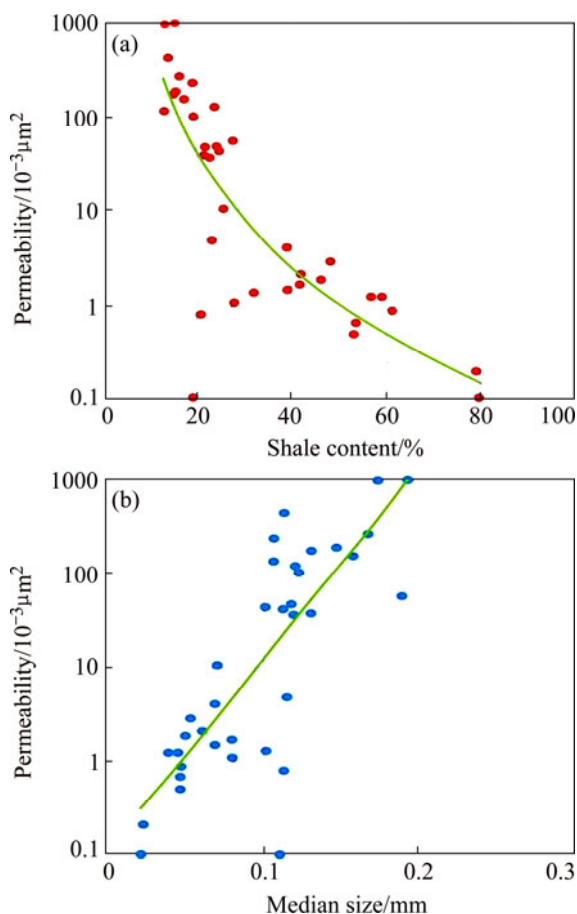 (a)
1000
100
10
1
0.1
Permeability/10⁻³μm²
0 20 40 60 80 100
Shale content/%
(b)
1000
100
10
1
0.1
Permeability/10⁻³μm²
0 0.1 0.2 0.3
Median size/mm